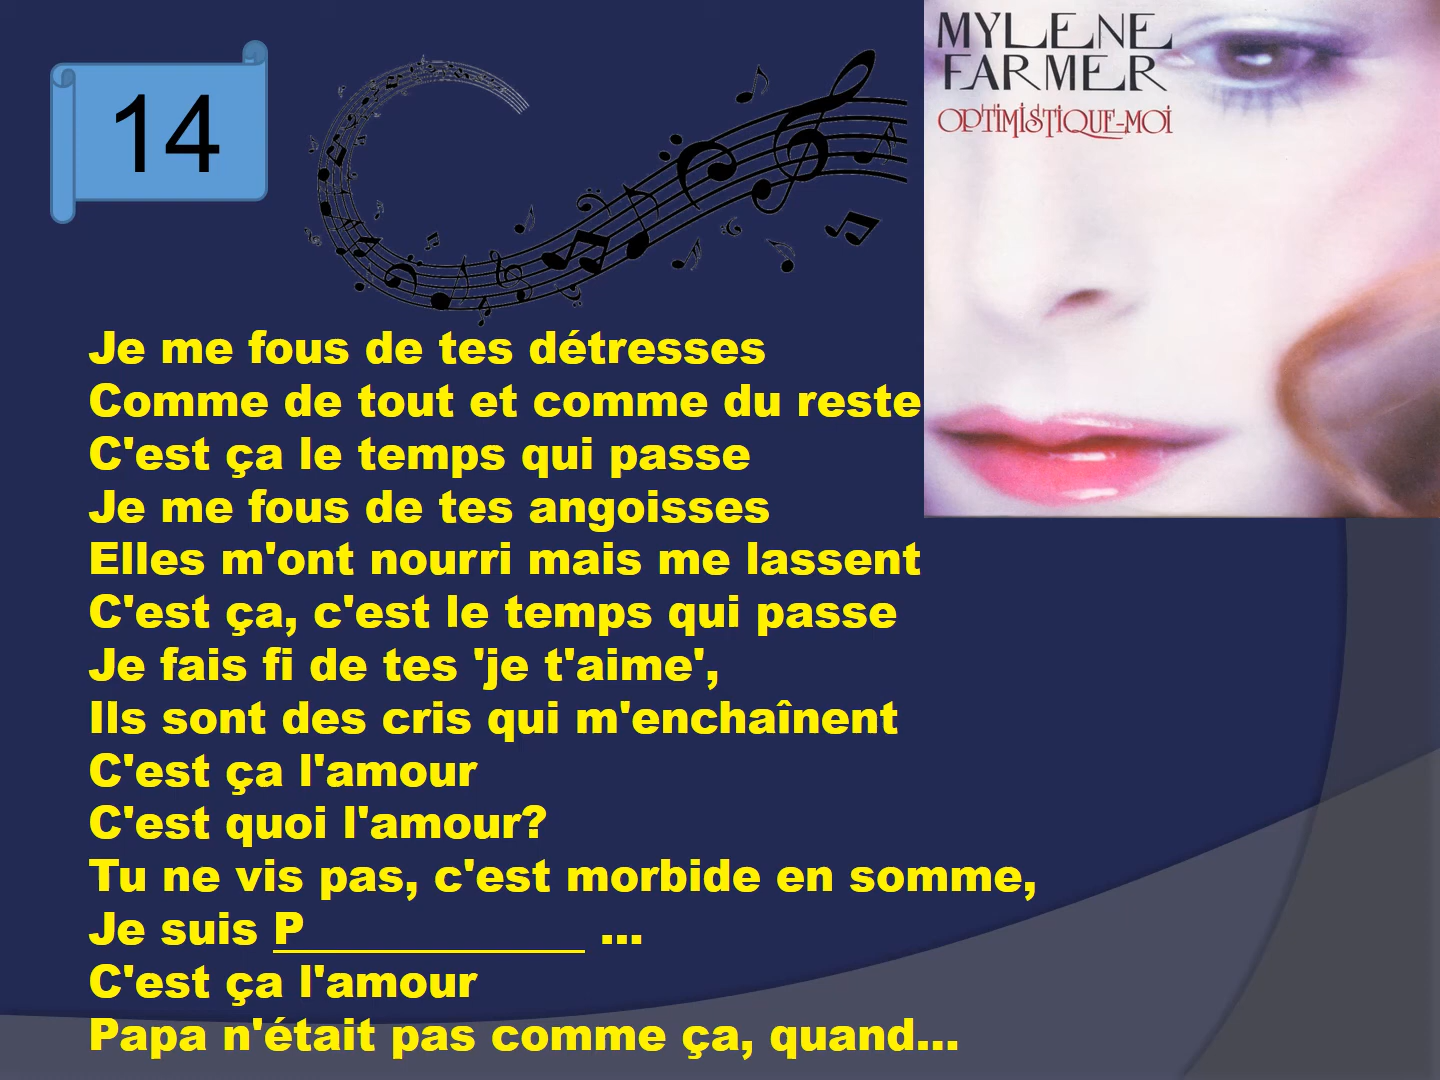 14
MYLENE
FARMER
OPTIMISTIQUE-MOI
Je me fous de tes détresses
Comme de tout et comme du reste
C'est ça le temps qui passe
Je me fous de tes angoisses
Elles m'ont nourri mais me lassent
C'est ça, c'est le temps qui passe
Je fais fi de tes 'je t'aime',
Ils sont des cris qui m'enchaînent
C'est ça l'amour
C'est quoi l'amour?
Tu ne vis pas, c'est morbide en somme,
Je suis P____________ ...
C'est ça l'amour
Papa n'était pas comme ça, quand...